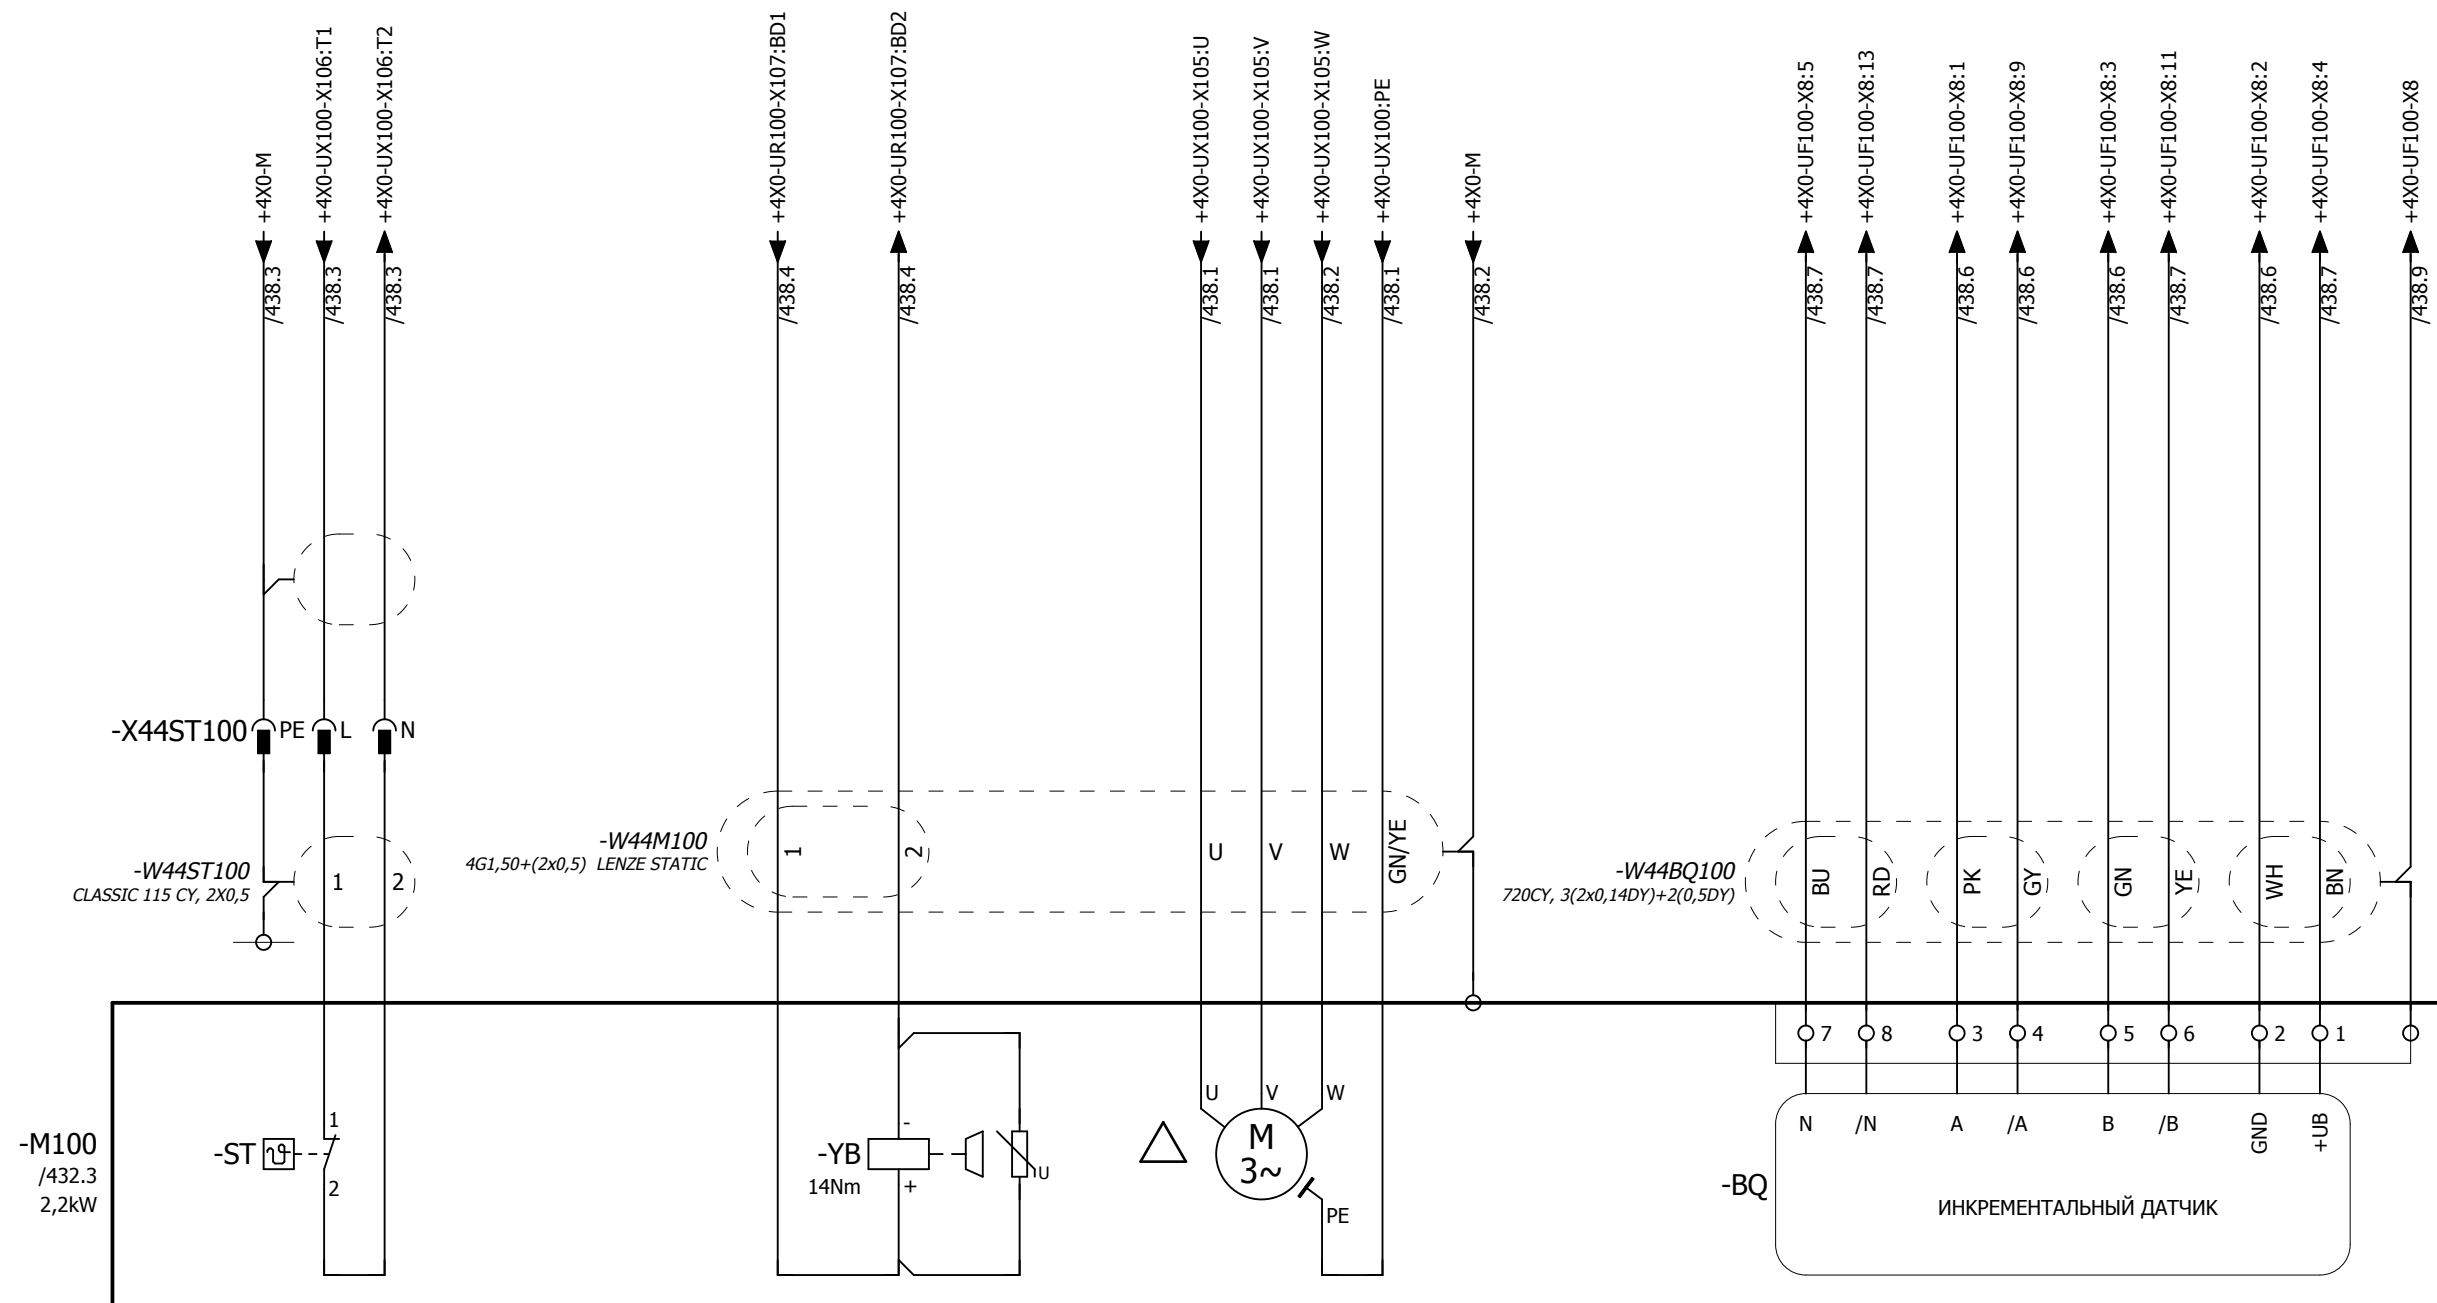 +4X0-M
+4X0-UX100-X106:T1
+4X0-UX100-X106:T2
+4X0-UR100-X107:BD1
+4X0-UR100-X107:BD2
+4X0-UX100-X105:U
+4X0-UX100-X105:V
+4X0-UX100-X105:W
+4X0-UX100:PE
+4X0-M
+4X0-UF100-X8:5
+4X0-UF100-X8:13
+4X0-UF100-X8:1
+4X0-UF100-X8:9
+4X0-UF100-X8:3
+4X0-UF100-X8:11
+4X0-UF100-X8:2
+4X0-UF100-X8:4
+4X0-UF100-X8
/438.3
/438.3
/438.3
/438.4
/438.4
/438.1
/438.1
/438.2
/438.1
/438.2
/438.7
/438.7
/438.6
/438.6
/438.6
/438.7
/438.6
/438.7
/438.9
-X44ST100
PE
L
N
-W44ST100
CLASSIC 115 CY, 2X0,5
1
2
-W44M100
4G1,50+(2x0,5) LENZE STATIC
1
2
U
V
W
GN/YE
-W44BQ100
720CY, 3(2x0,14DY)+2(0,5DY)
BU
RD
PK
GY
GN
YE
WH
BN
7
8
3
4
5
6
2
1
-M100
/432.3
2,2kW
-ST
1
2
-YB
14Nm
-
+
U
U
V
W
M
3~
PE
-BQ
N
/N
A
/A
B
/B
GND
+UB
ИНКРЕМЕНТАЛЬНЫЙ ДАТЧИК